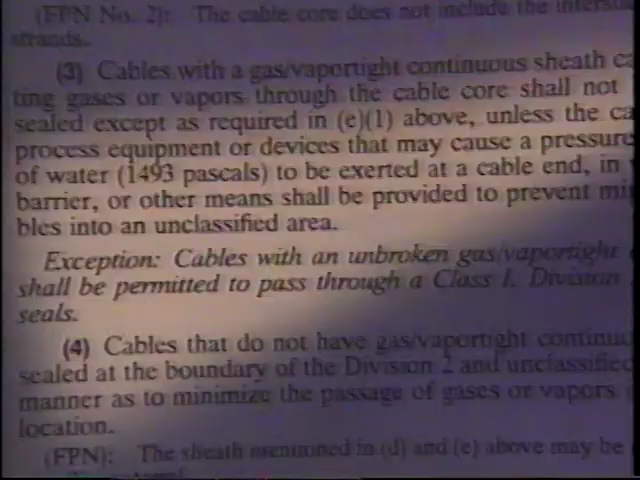 (FPN No. 2): The cable core does not include the interst
strands.
(3) Cables with a gas/vaportight continuous sheath ca
ting gases or vapors through the cable core shall not
sealed except as required in (e)(1) above, unless the ca
process equipment or devices that may cause a pressure
of water (1493 pascals) to be exerted at a cable end, in
barrier, or other means shall be provided to prevent mi
bles into an unclassified area.
Exception: Cables with an unbroken gas/vaportight
shall be permitted to pass through a Class I, Division
seals.
(4) Cables that do not have gas/vaportight continuo
sealed at the boundary of the Division 2 and unclassified
manner as to minimize the passage of gases or vapors
location.
(FPN): The sheath mentioned in (d) and (e) above may be